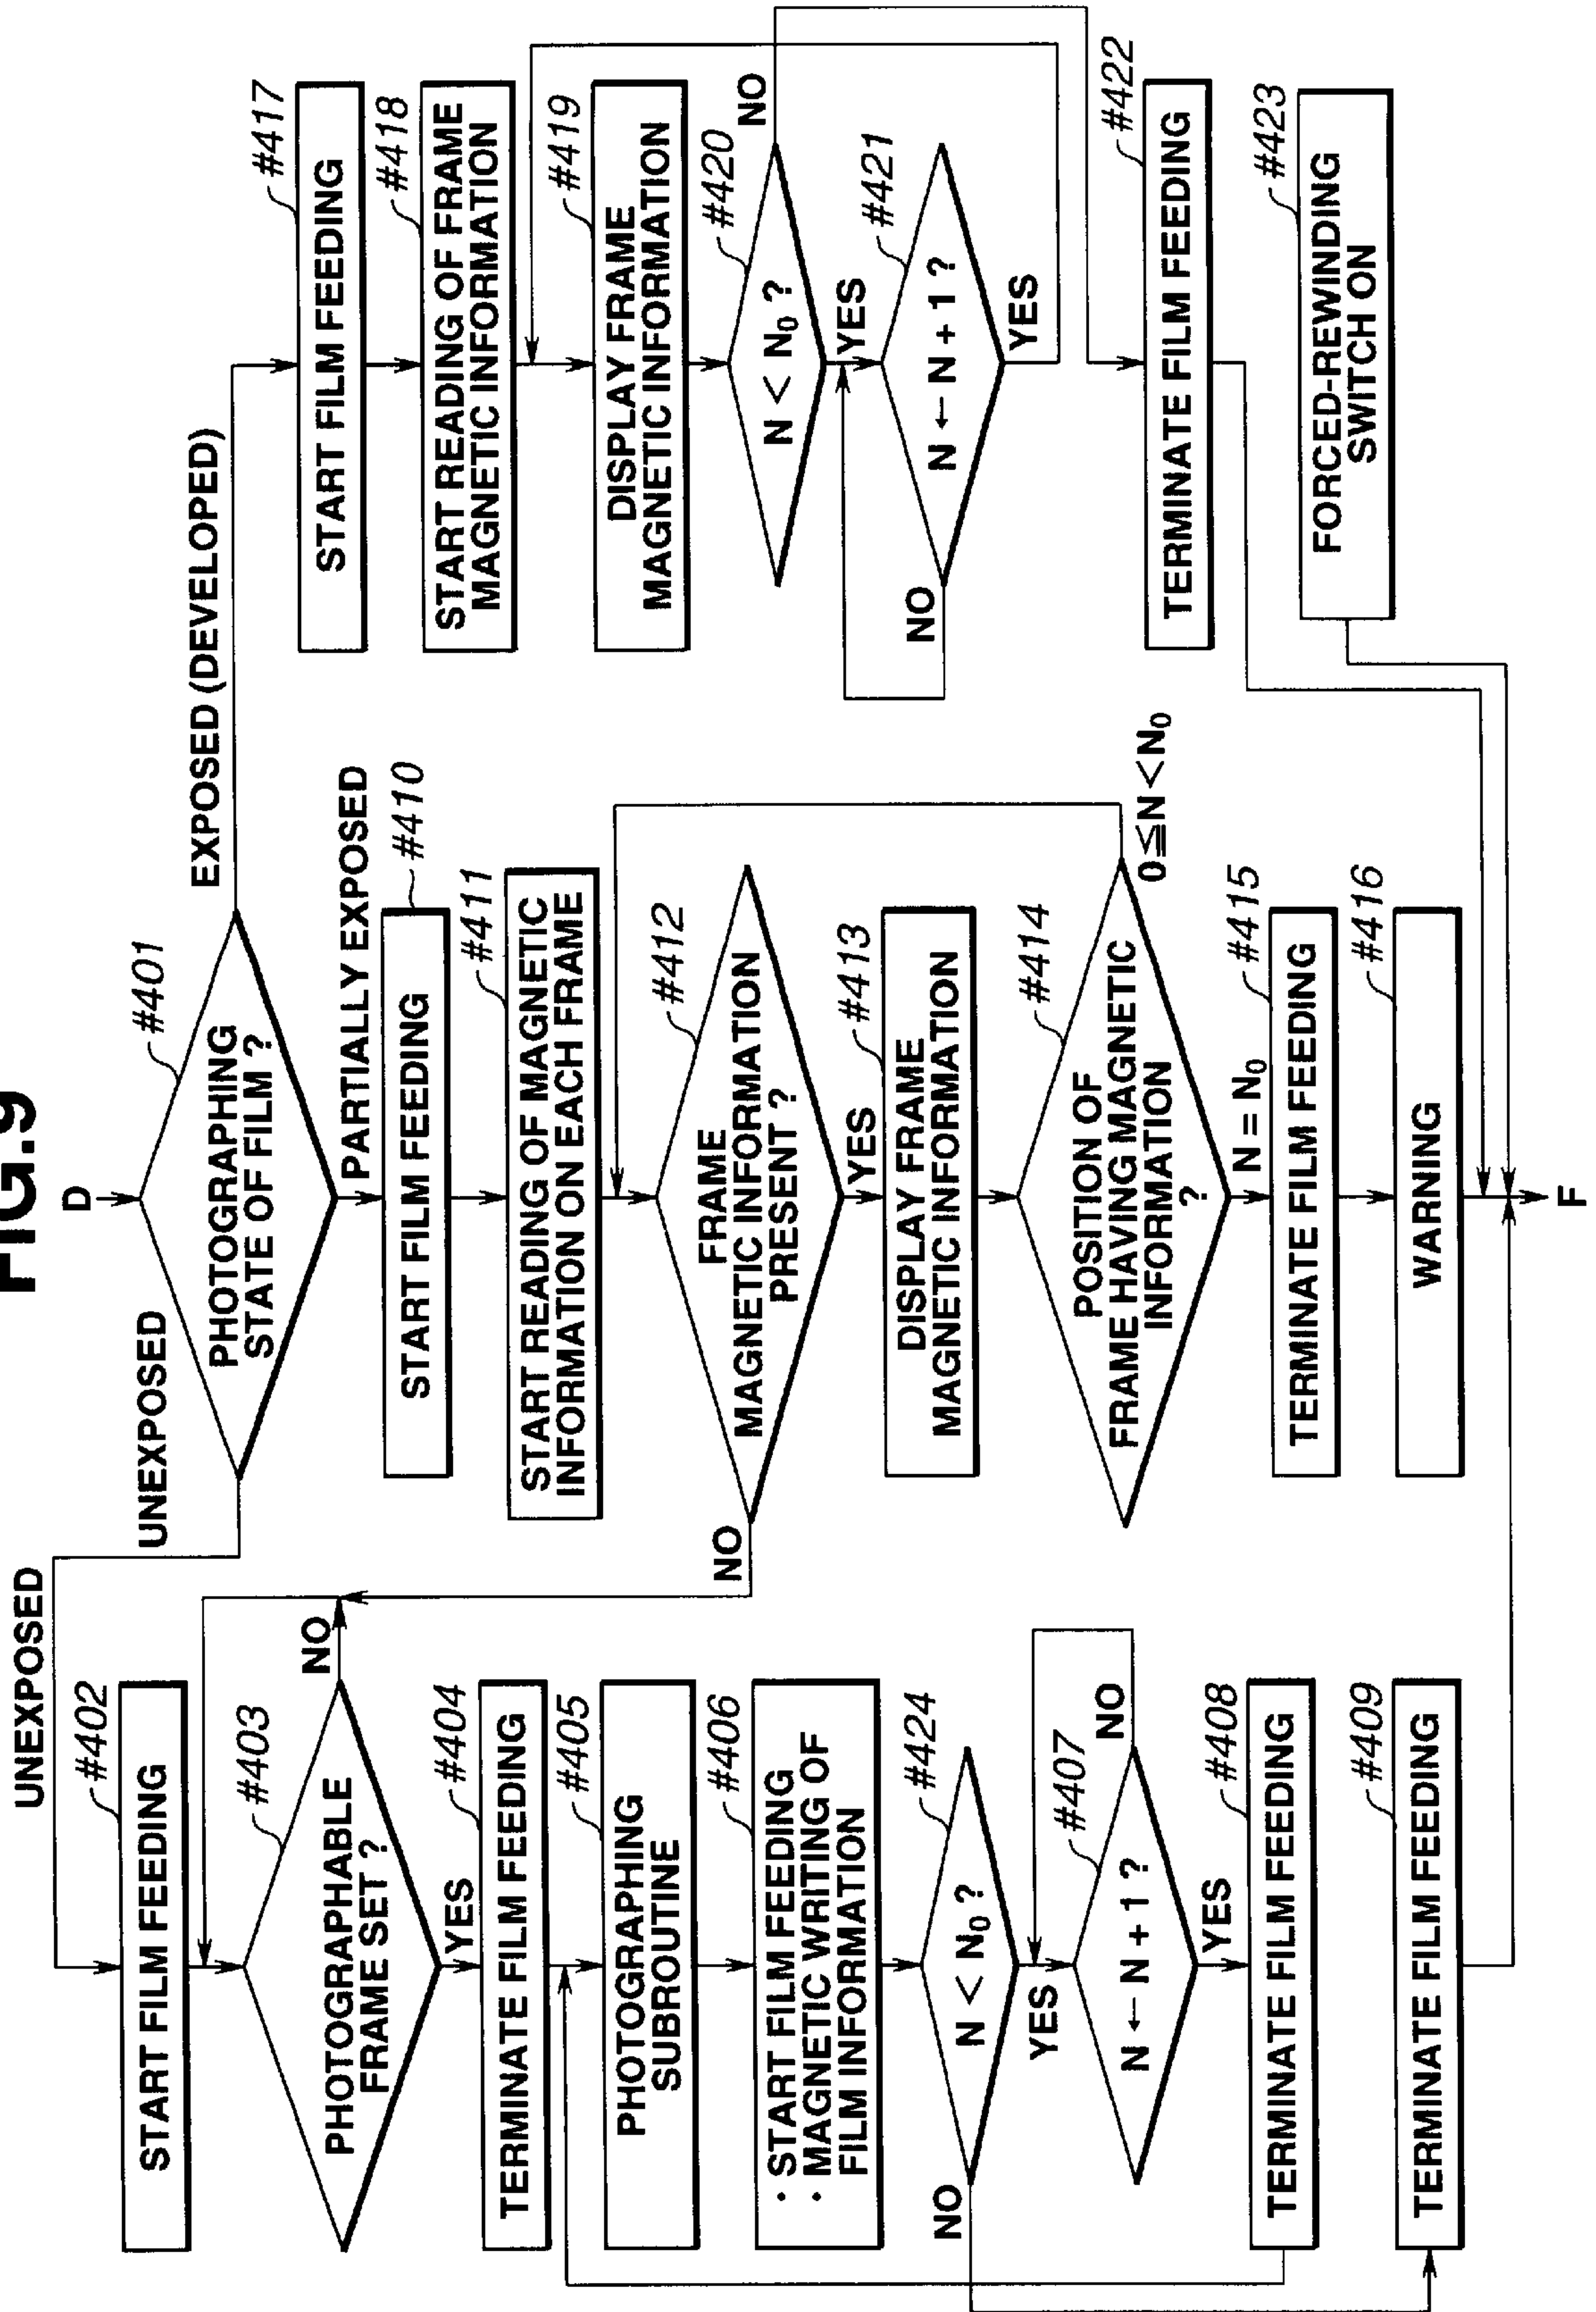 FIG.9
D
#401
PHOTOGRAPHING
STATE OF FILM ?
UNEXPOSED
UNEXPOSED
PARTIALLY EXPOSED
EXPOSED (DEVELOPED)
#402
START FILM FEEDING
#403
PHOTOGRAPHABLE
FRAME SET ?
NO
YES
#404
TERMINATE FILM FEEDING
#405
PHOTOGRAPHING
SUBROUTINE
#406
· START FILM FEEDING
· MAGNETIC WRITING OF
FILM INFORMATION
#424
N < N₀ ?
NO
YES
#407
N ← N + 1 ?
NO
YES
#408
TERMINATE FILM FEEDING
#409
TERMINATE FILM FEEDING
#410
START FILM FEEDING
#411
START READING OF MAGNETIC
INFORMATION ON EACH FRAME
#412
FRAME
MAGNETIC INFORMATION
PRESENT ?
NO
YES
#413
DISPLAY FRAME
MAGNETIC INFORMATION
#414
POSITION OF
FRAME HAVING MAGNETIC
INFORMATION
?
0≦N<N₀
N = N₀
#415
TERMINATE FILM FEEDING
#416
WARNING
F
#417
START FILM FEEDING
#418
START READING OF FRAME
MAGNETIC INFORMATION
#419
DISPLAY FRAME
MAGNETIC INFORMATION
#420
N < N₀ ?
NO
YES
#421
N ← N + 1 ?
NO
YES
#422
TERMINATE FILM FEEDING
#423
FORCED-REWINDING
SWITCH ON